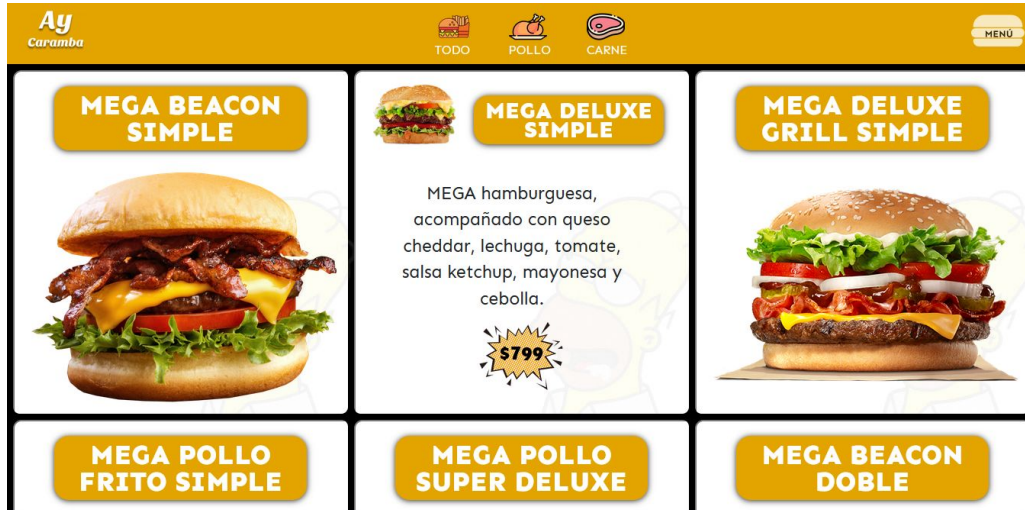 Ay
Caramba
TODO
POLLO
CARNE
MENÚ
MEGA BEACON
SIMPLE
MEGA DELUXE
SIMPLE
MEGA hamburguesa,
acompañado con queso
cheddar, lechuga, tomate,
salsa ketchup, mayonesa y
cebolla.
$799
MEGA DELUXE
GRILL SIMPLE
MEGA POLLO
FRITO SIMPLE
MEGA POLLO
SUPER DELUXE
MEGA BEACON
DOBLE